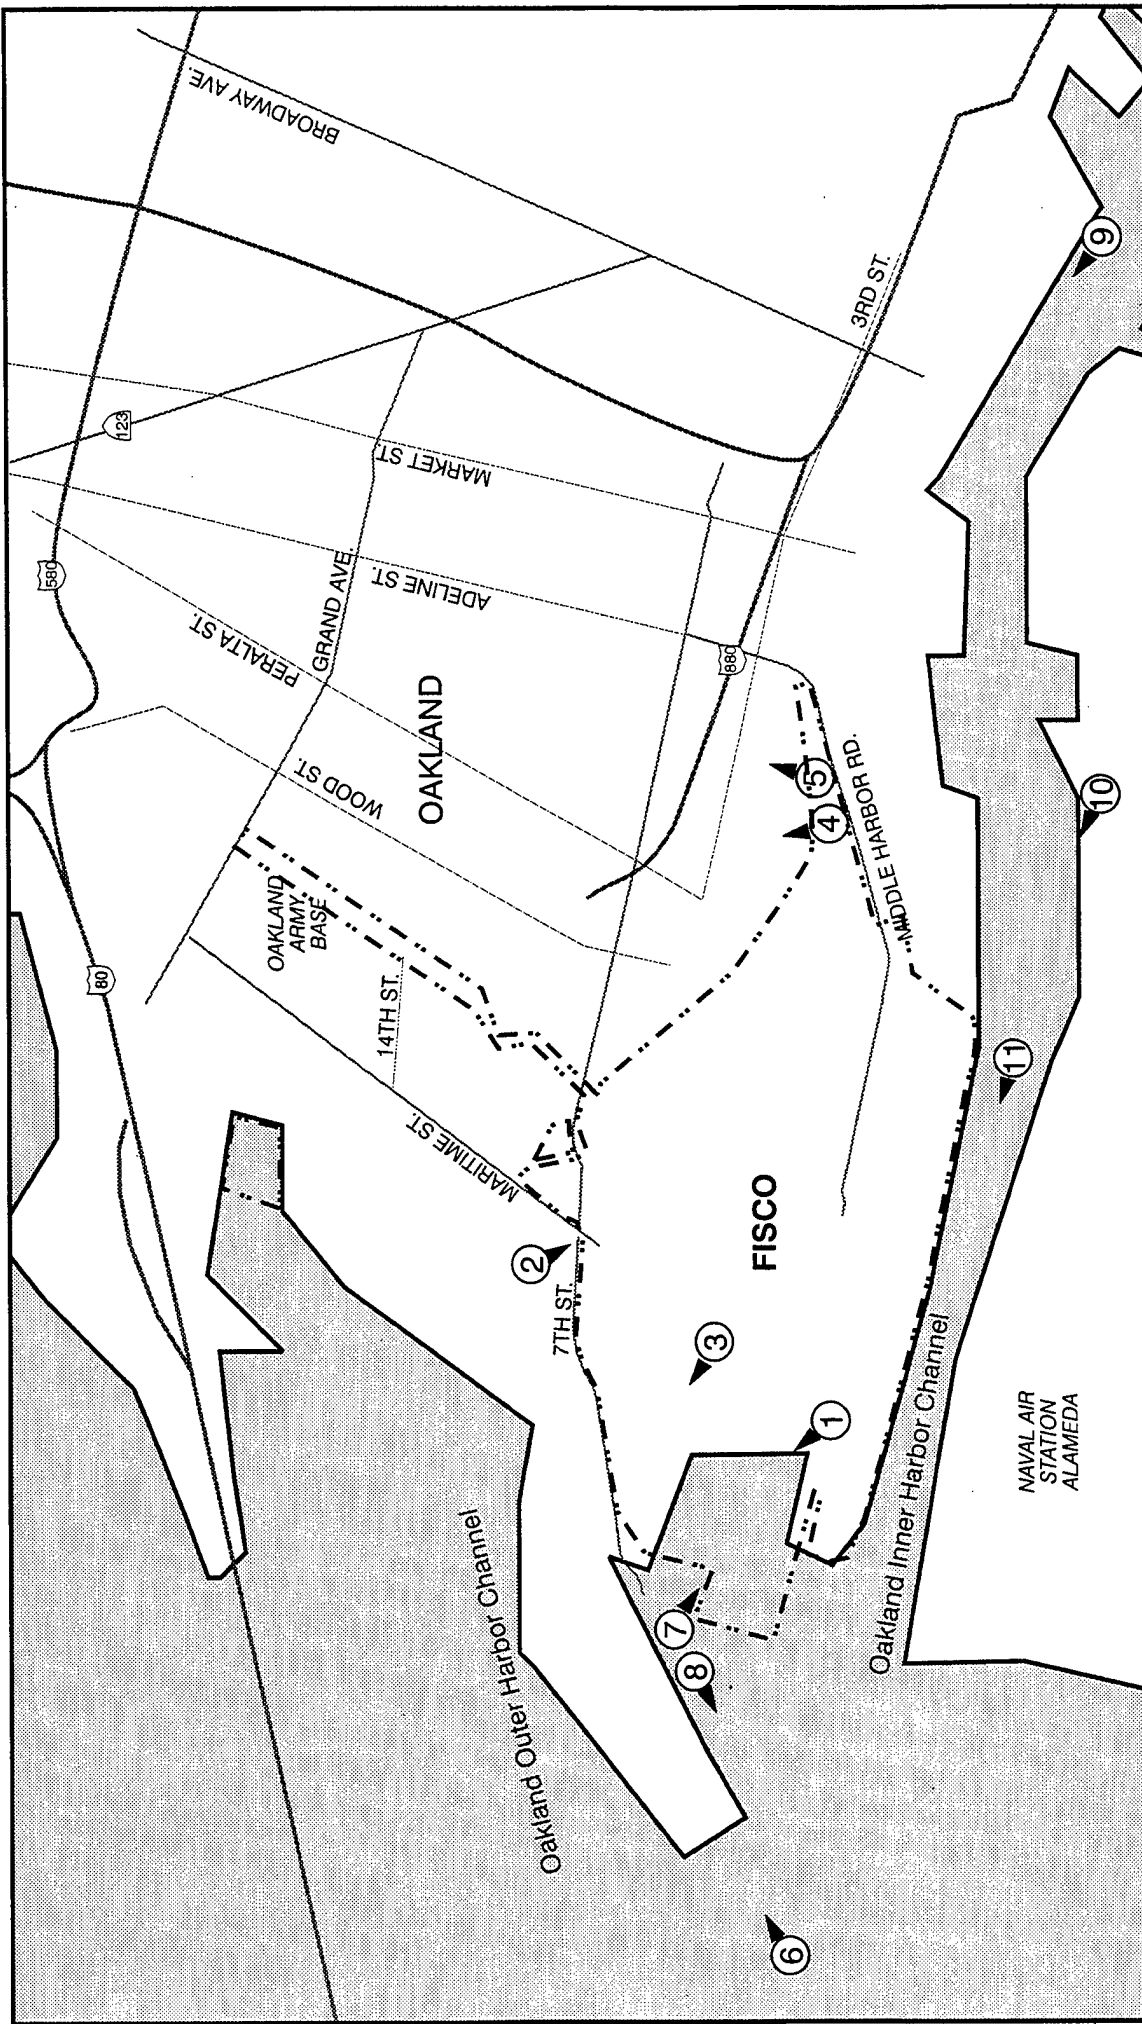 BROADWAY AVE.
123
580
MARKET ST.
3RD ST.
9
ADELINE ST.
GRAND AVE.
PERALTA ST.
OAKLAND
880
WOOD ST.
5
4
MIDDLE HARBOR RD.
10
OAKLAND
ARMY
BASE
80
14TH ST.
11
MARITIME ST.
2
7TH ST.
FISCO
3
1
Oakland Inner Harbor Channel
NAVAL AIR
STATION
ALAMEDA
Oakland Outer Harbor Channel
7
8
6